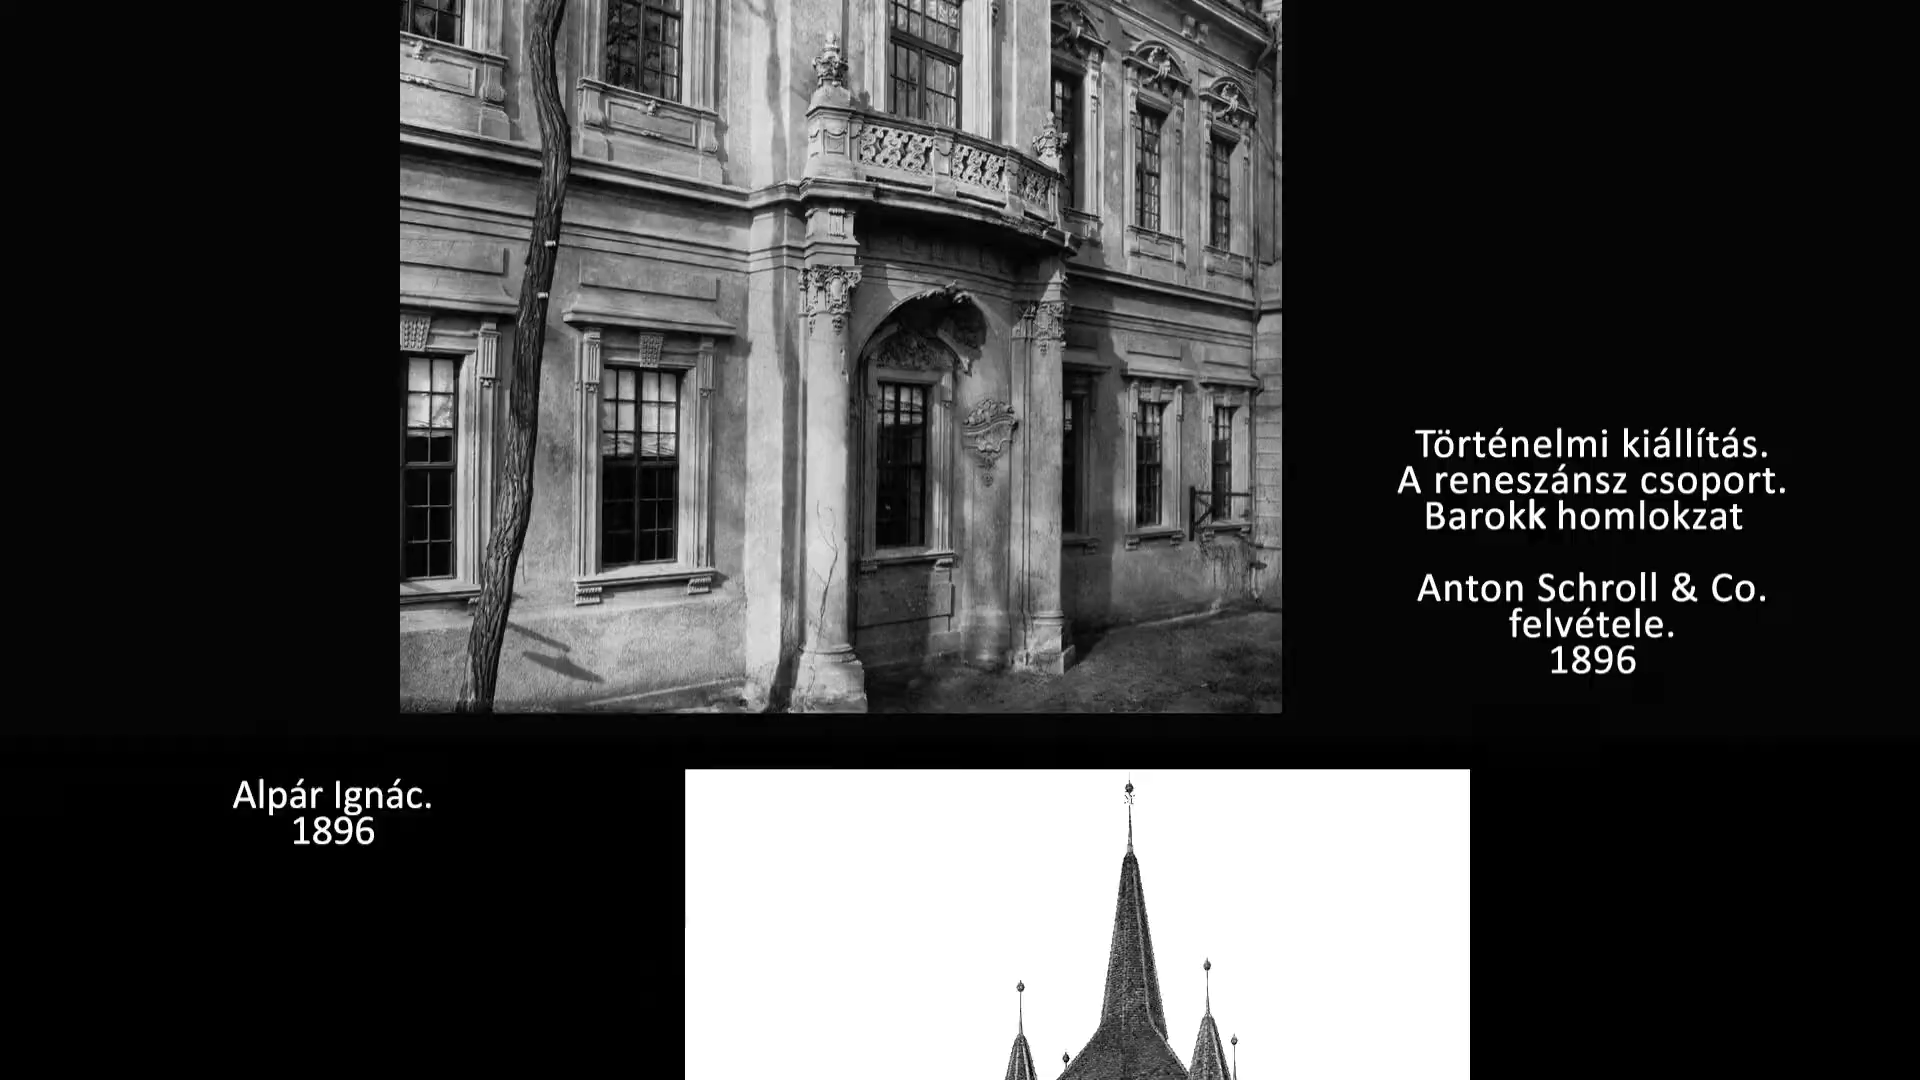 Történelmi kiállítás.
A reneszánsz csoport.
Barokk homlokzat
Anton Schroll & Co.
felvétele.
1896
Alpár Ignác.
1896